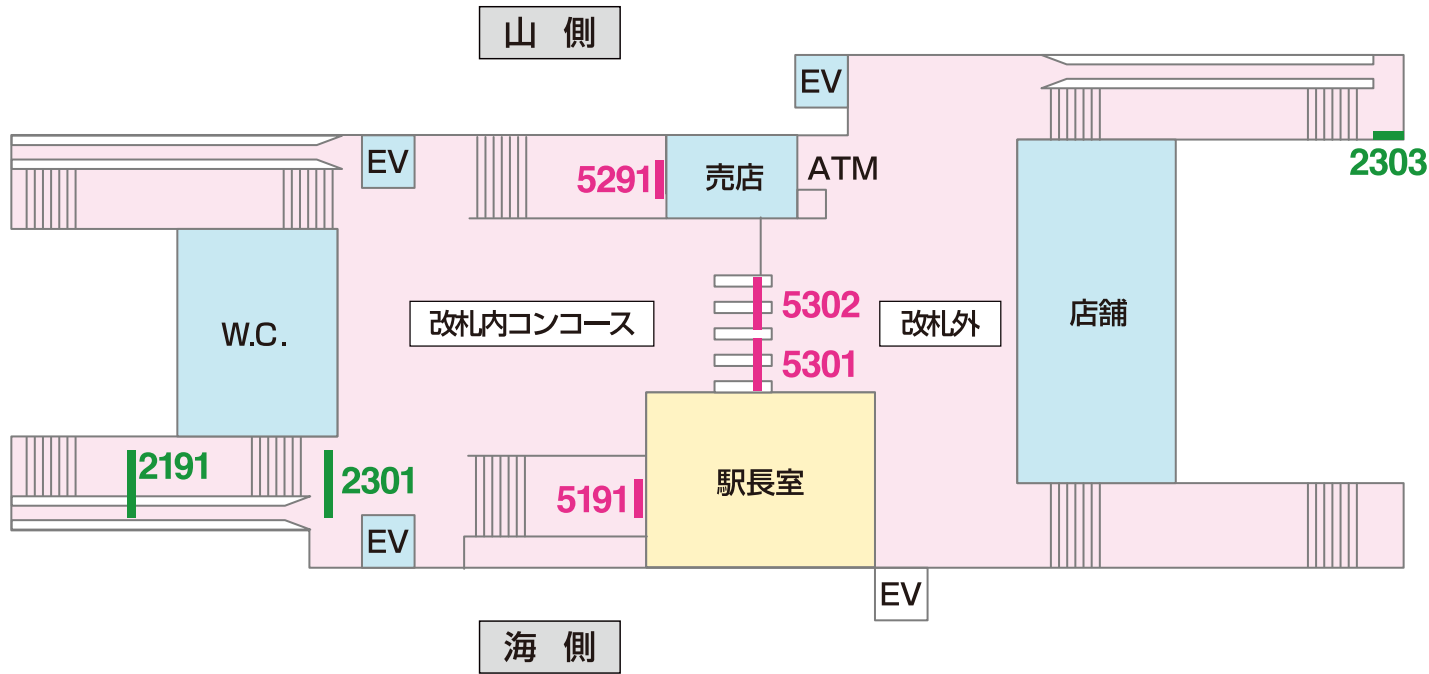 山 側
EV
EV
5291
売店
ATM
2303
5302
改札内コンコース
改札外
店舗
W.C.
5301
2191
2301
5191
駅長室
EV
EV
海 側